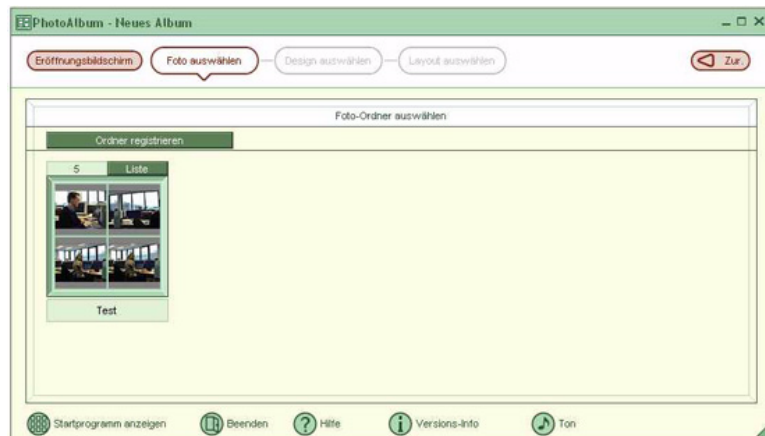 PhotoAlbum - Neues Album
Eröffnungsbildschirm Foto auswählen Design auswählen Layout auswählen Zur.
Foto-Ordner auswählen
Ordner registrieren
5 Liste
Test
Startprogramm anzeigen Beenden Hilfe Versions-Info Ton